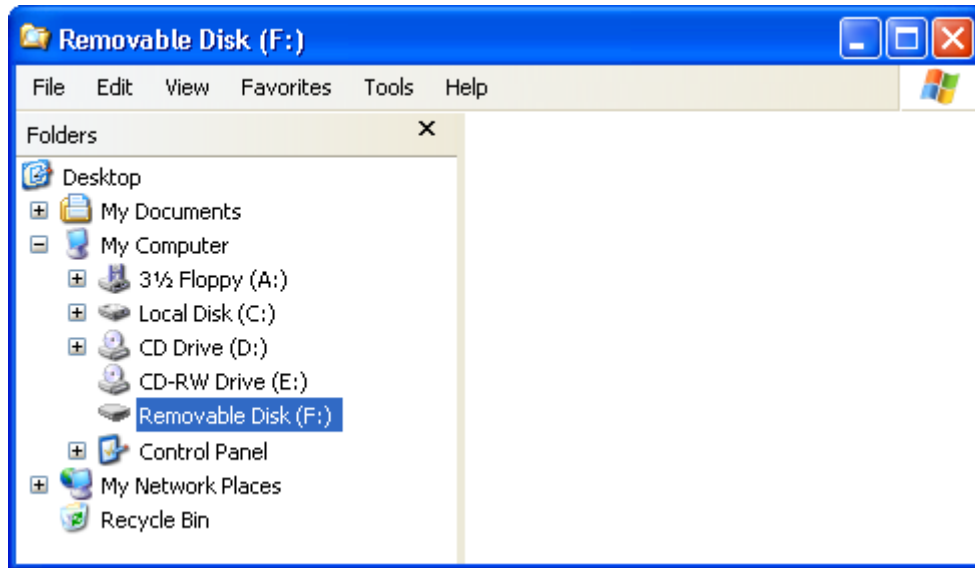 Removable Disk (F:)
File Edit View Favorites Tools Help
Folders
Desktop
My Documents
My Computer
3½ Floppy (A:)
Local Disk (C:)
CD Drive (D:)
CD-RW Drive (E:)
Removable Disk (F:)
Control Panel
My Network Places
Recycle Bin